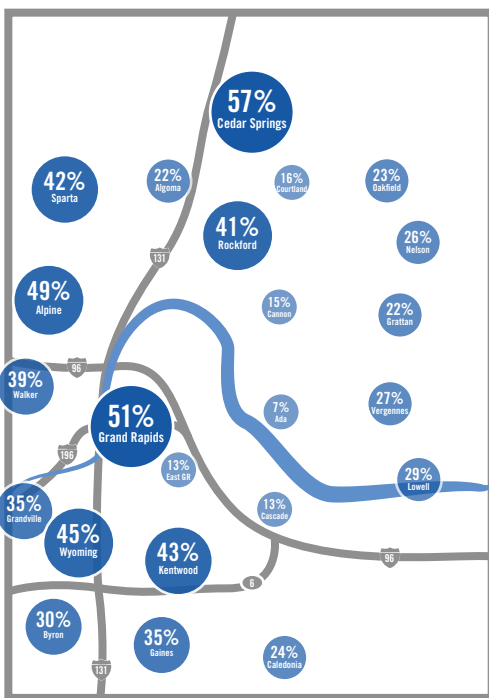 57%
Cedar Springs
42%
Sparta
22%
Algoma
16%
Courtland
23%
Oakfield
41%
Rockford
26%
Nelson
131
49%
Alpine
15%
Cannon
22%
Grattan
96
39%
Walker
51%
Grand Rapids
7%
Ada
27%
Vergennes
196
13%
East GR
29%
Lowell
35%
Grandville
13%
Cascade
45%
Wyoming
43%
Kentwood
96
6
30%
Byron
35%
Gaines
24%
Caledonia
131